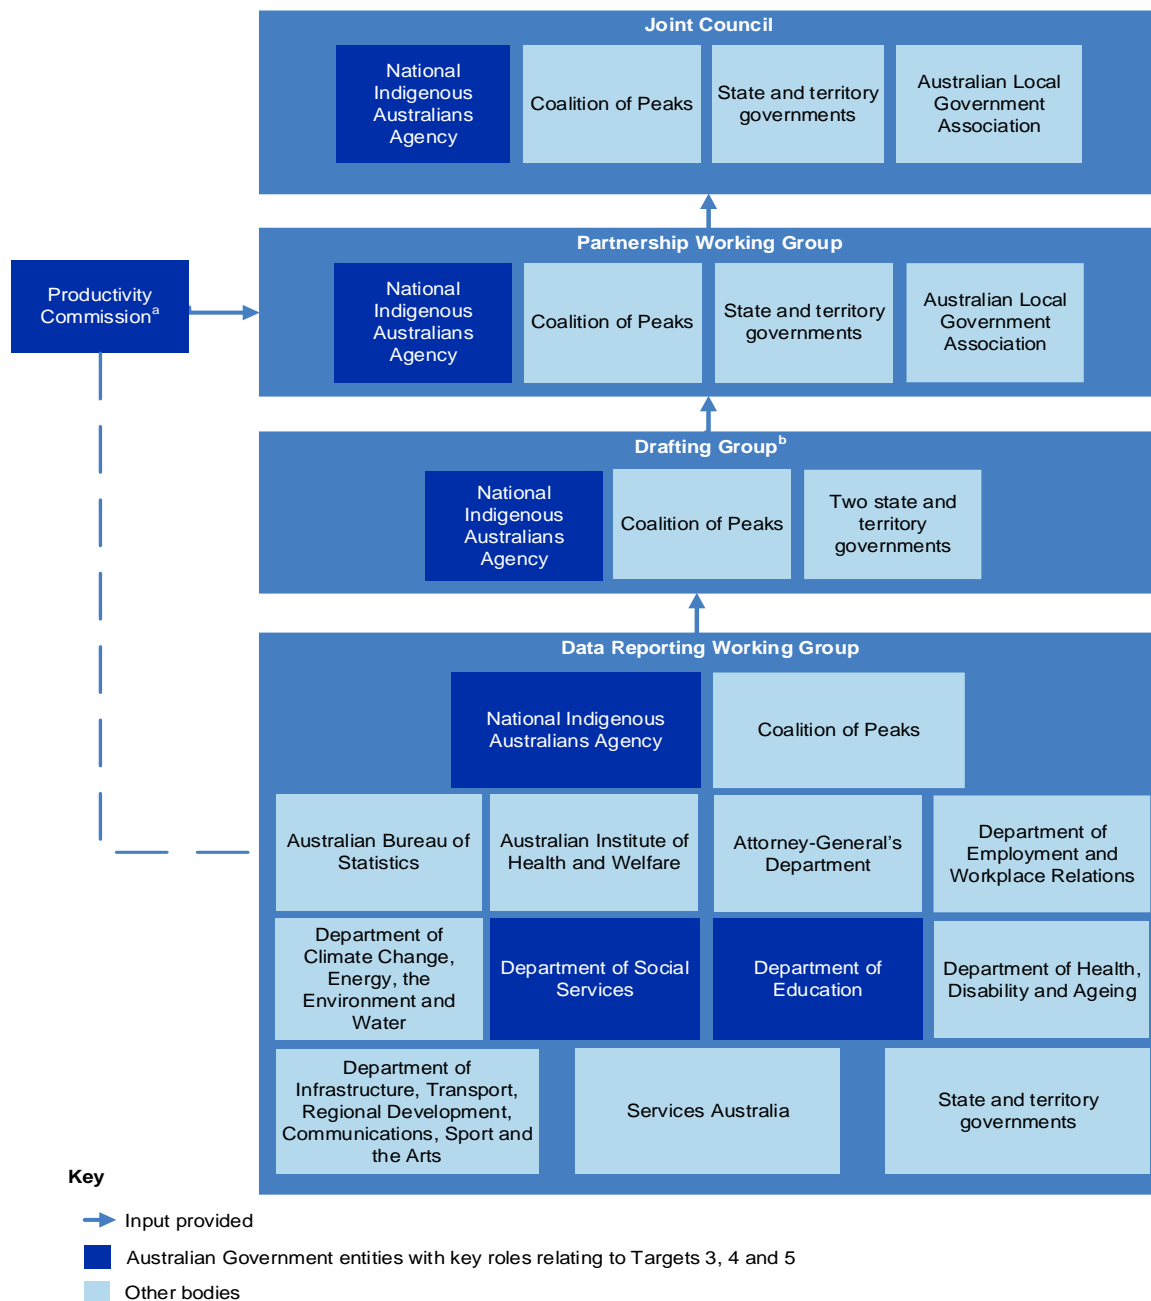 Joint Council
National
Indigenous
Australians
Agency
Coalition of Peaks
State and territory
governments
Australian Local
Government
Association
Partnership Working Group
Productivity
Commissionᵃ
National
Indigenous
Australians
Agency
Coalition of Peaks
State and territory
governments
Australian Local
Government
Association
Drafting Groupᵇ
National
Indigenous
Australians
Agency
Coalition of Peaks
Two state and
territory
governments
Data Reporting Working Group
National Indigenous
Australians Agency
Coalition of Peaks
Australian Bureau of
Statistics
Australian Institute of
Health and Welfare
Attorney-General’s
Department
Department of
Employment and
Workplace Relations
Department of
Climate Change,
Energy, the
Environment and
Water
Department of Social
Services
Department of
Education
Department of Health,
Disability and Ageing
Department of
Infrastructure, Transport,
Regional Development,
Communications, Sport and
the Arts
Services Australia
State and territory
governments
Key
Input provided
Australian Government entities with key roles relating to Targets 3, 4 and 5
Other bodies